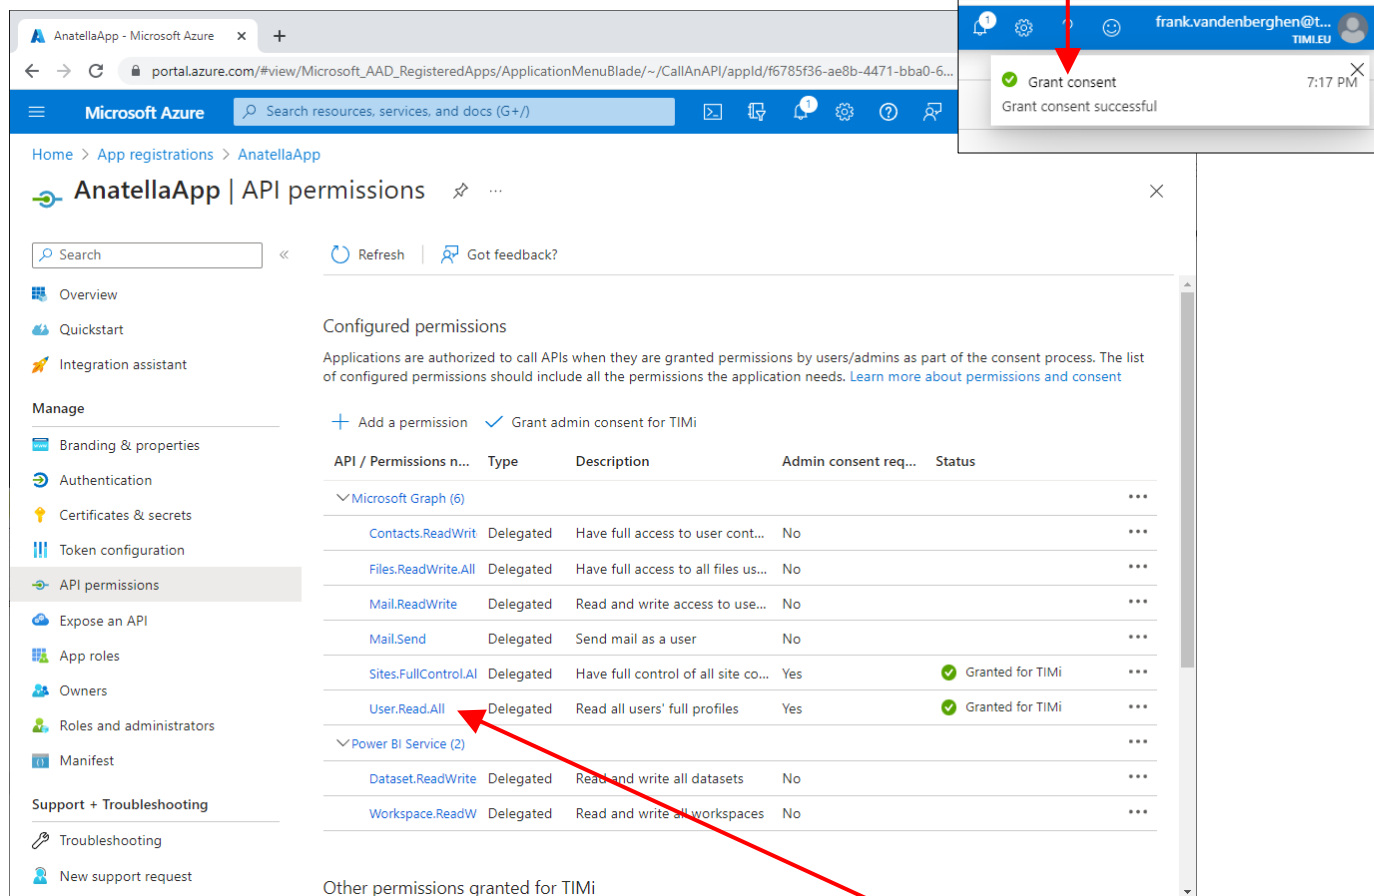 AnatellaApp - Microsoft Azure
portal.azure.com/#view/Microsoft_AAD_RegisteredApps/ApplicationMenuBlade/~/CallAnAPI/appId/f6785f36-ae8b-4471-bba0-6...
Microsoft Azure
Search resources, services, and docs (G+/)
1
1
frank.vandenberghen@t...
TIMI.EU
Grant consent
7:17 PM
Grant consent successful
Home > App registrations > AnatellaApp
AnatellaApp | API permissions
Search
Refresh
Got feedback?
Overview
Quickstart
Integration assistant
Manage
Branding & properties
Authentication
Certificates & secrets
Token configuration
API permissions
Expose an API
App roles
Owners
Roles and administrators
Manifest
Support + Troubleshooting
Troubleshooting
New support request
Configured permissions
Applications are authorized to call APIs when they are granted permissions by users/admins as part of the consent process. The list
of configured permissions should include all the permissions the application needs. Learn more about permissions and consent
Add a permission Grant admin consent for TIMi
API / Permissions n... Type Description Admin consent req... Status
Microsoft Graph (6)
Contacts.ReadWrit Delegated Have full access to user cont... No
Files.ReadWrite.All Delegated Have full access to all files us... No
Mail.ReadWrite Delegated Read and write access to use... No
Mail.Send Delegated Send mail as a user No
Sites.FullControl.Al Delegated Have full control of all site co... Yes Granted for TIMi
User.Read.All Delegated Read all users' full profiles Yes Granted for TIMi
Power BI Service (2)
Dataset.ReadWrite Delegated Read and write all datasets No
Workspace.ReadW Delegated Read and write all workspaces No
Other permissions granted for TIMi